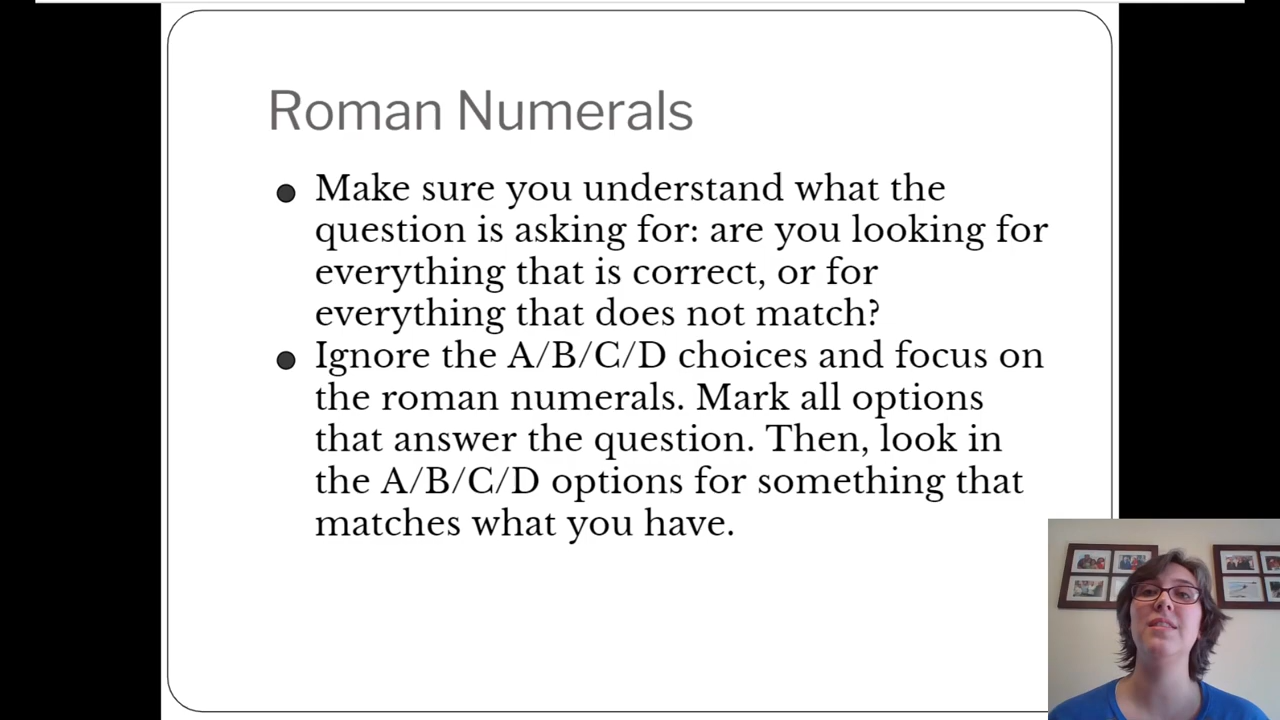 Roman Numerals
Make sure you understand what the
question is asking for: are you looking for
everything that is correct, or for
everything that does not match?
Ignore the A/B/C/D choices and focus on
the roman numerals. Mark all options
that answer the question. Then, look in
the A/B/C/D options for something that
matches what you have.